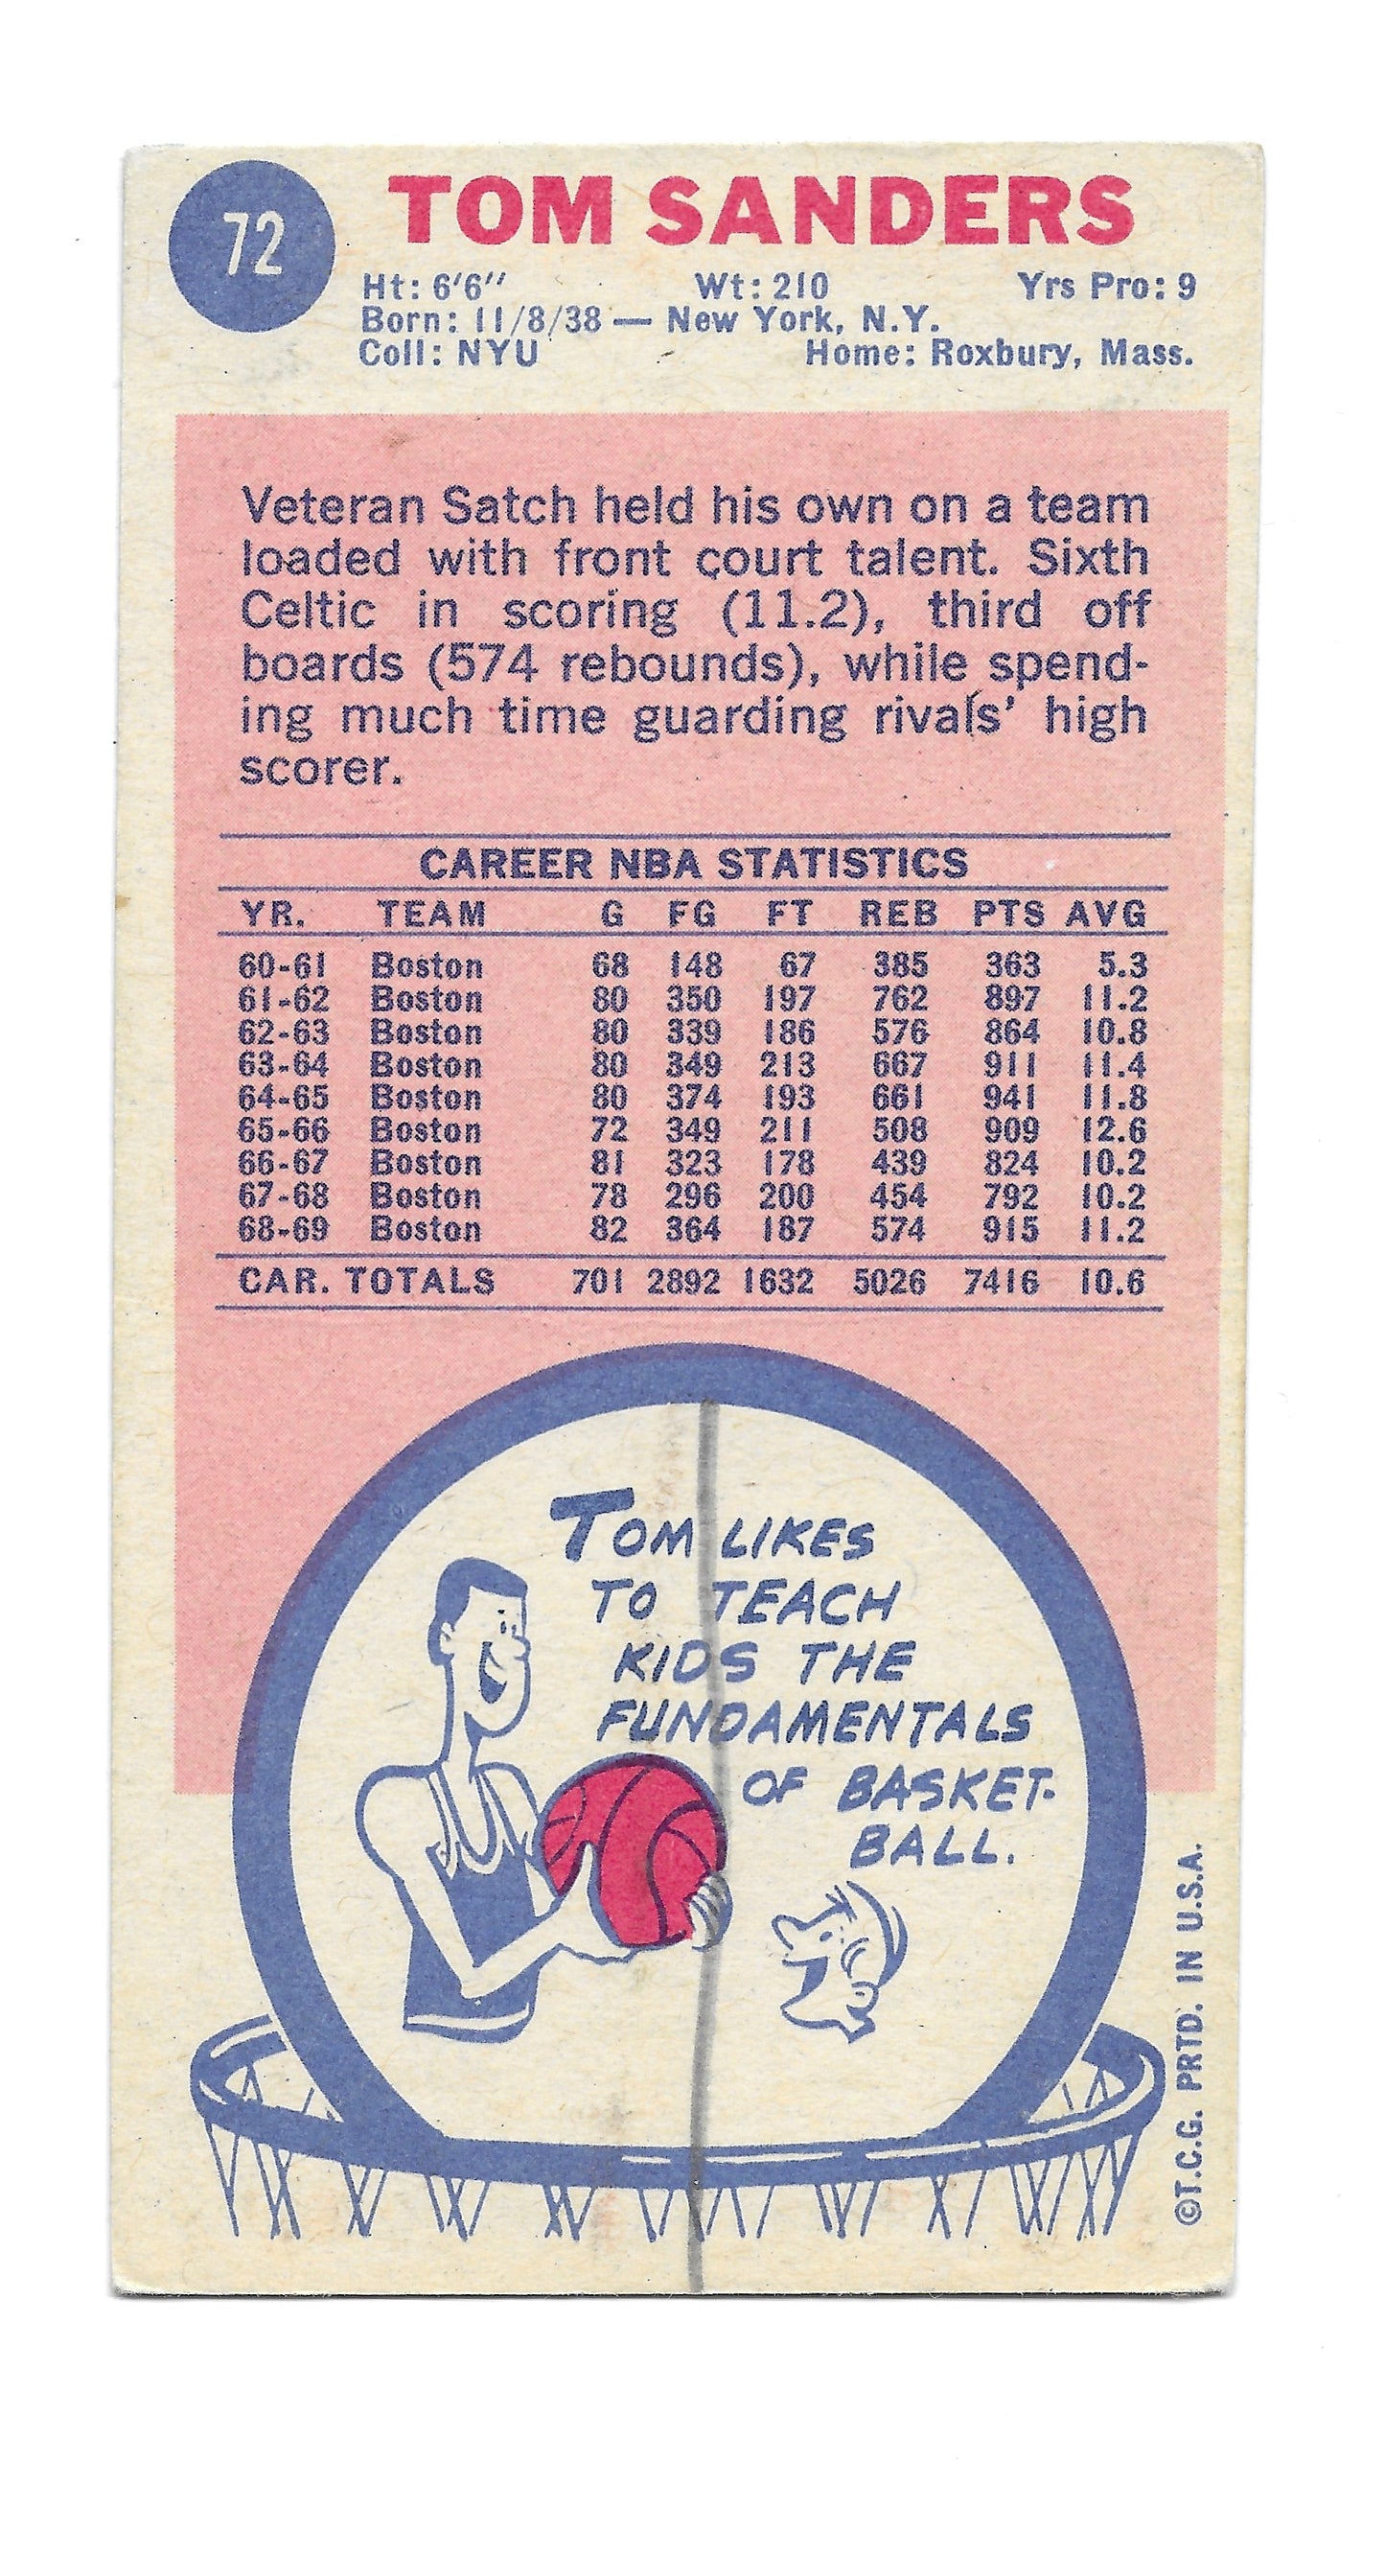 72
TOM SANDERS
Ht: 6'6" Wt: 210 Yrs Pro: 9
Born: 11/8/38 — New York, N.Y.
Coll: NYU Home: Roxbury, Mass.
Veteran Satch held his own on a team
loaded with front court talent. Sixth
Celtic in scoring (11.2), third off
boards (574 rebounds), while spend-
ing much time guarding rivals' high
scorer.
CAREER NBA STATISTICS
YR. TEAM G FG FT REB PTS AVG
60-61 Boston 68 148 67 385 363 5.3
61-62 Boston 80 350 197 762 897 11.2
62-63 Boston 80 339 186 576 864 10.8
63-64 Boston 80 349 213 667 911 11.4
64-65 Boston 80 374 193 661 941 11.8
65-66 Boston 72 349 211 508 909 12.6
66-67 Boston 81 323 178 439 824 10.2
67-68 Boston 78 296 200 454 792 10.2
68-69 Boston 82 364 187 574 915 11.2
CAR. TOTALS 701 2892 1632 5026 7416 10.6
TOM LIKES
TO TEACH
KIDS THE
FUNDAMENTALS
OF BASKET-
BALL.
©T.C.G. PRTD. IN U.S.A.